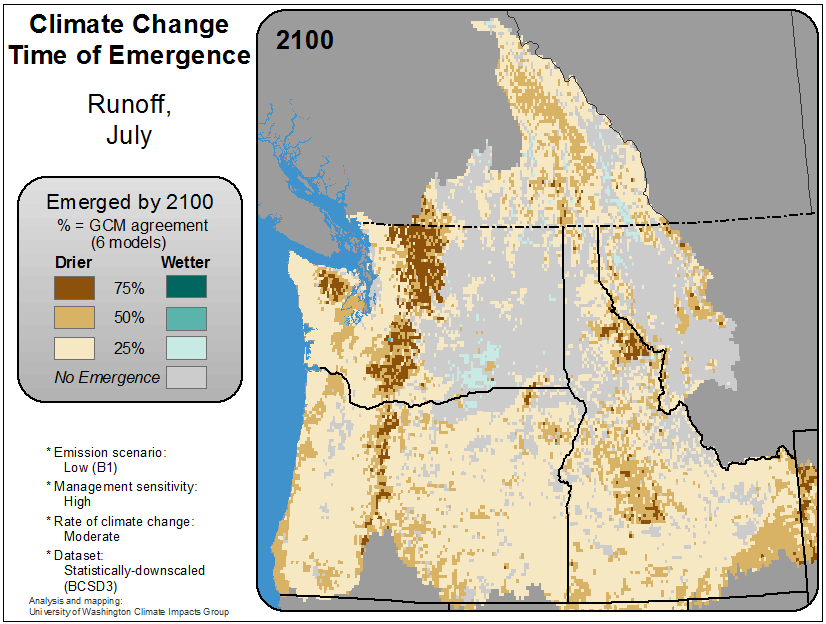 Climate Change
Time of Emergence
Runoff,
July
Emerged by 2100
% = GCM agreement
(6 models)
Drier Wetter
75%
50%
25%
No Emergence
* Emission scenario:
Low (B1)
* Management sensitivity:
High
* Rate of climate change:
Moderate
* Dataset:
Statistically-downscaled
(BCSD3)
Analysis and mapping:
University of Washington Climate Impacts Group
2100